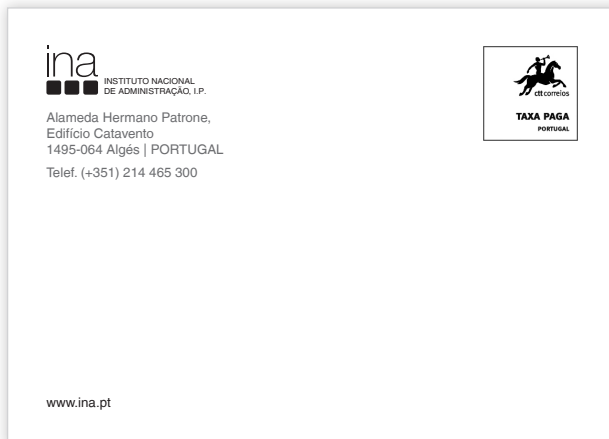 ina
INSTITUTO NACIONAL
DE ADMINISTRAÇÃO, I.P.
Alameda Hermano Patrone,
Edifício Catavento
1495-064 Algés | PORTUGAL
Telef. (+351) 214 465 300
ctt correios
TAXA PAGA
PORTUGAL
www.ina.pt